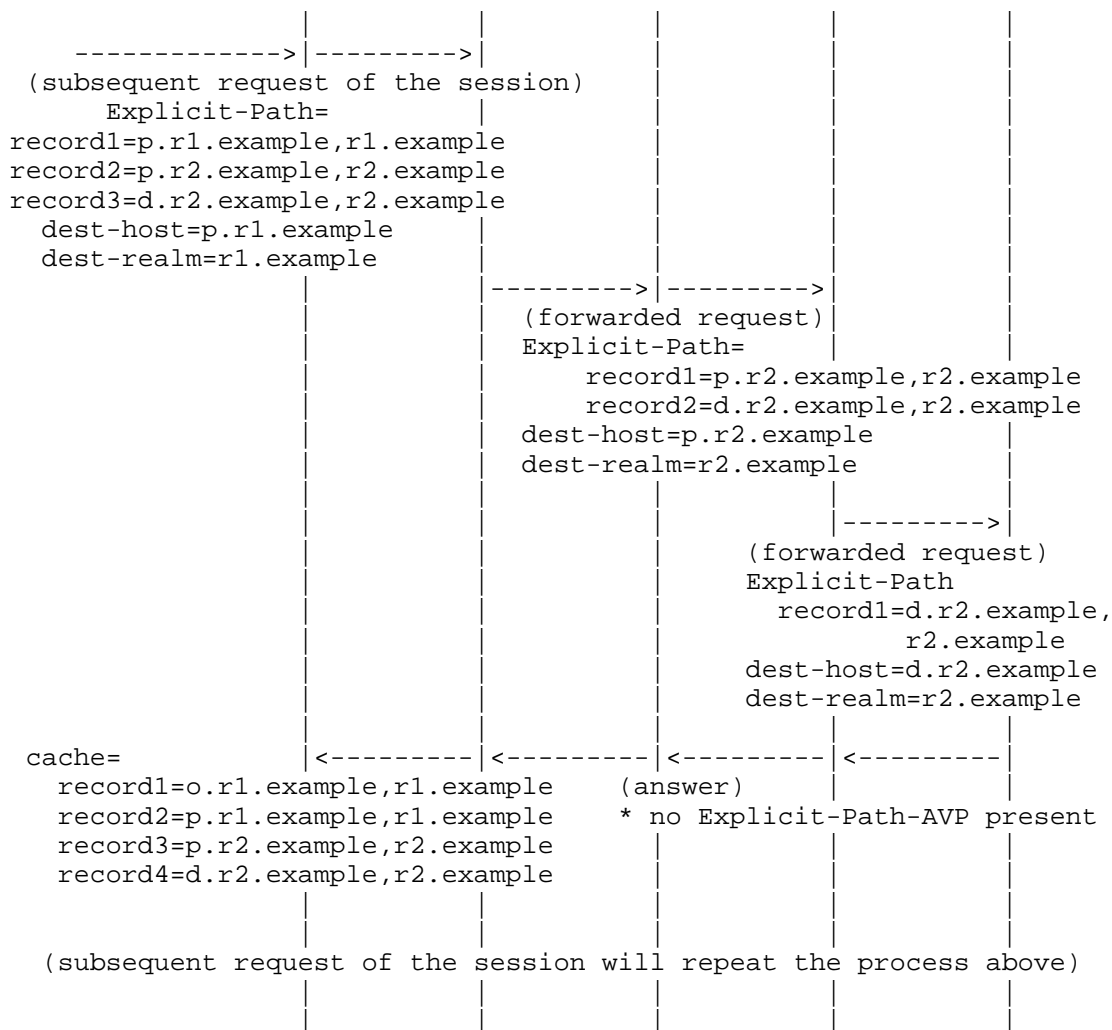 (subsequent request of the session)
Explicit-Path=
record1=p.r1.example,r1.example
record2=p.r2.example,r2.example
record3=d.r2.example,r2.example
dest-host=p.r1.example
dest-realm=r1.example
(forwarded request)
Explicit-Path=
record1=p.r2.example,r2.example
record2=d.r2.example,r2.example
dest-host=p.r2.example
dest-realm=r2.example
(forwarded request)
Explicit-Path
record1=d.r2.example,
r2.example
dest-host=d.r2.example
dest-realm=r2.example
cache=
record1=o.r1.example,r1.example (answer)
record2=p.r1.example,r1.example * no Explicit-Path-AVP present
record3=p.r2.example,r2.example
record4=d.r2.example,r2.example
(subsequent request of the session will repeat the process above)